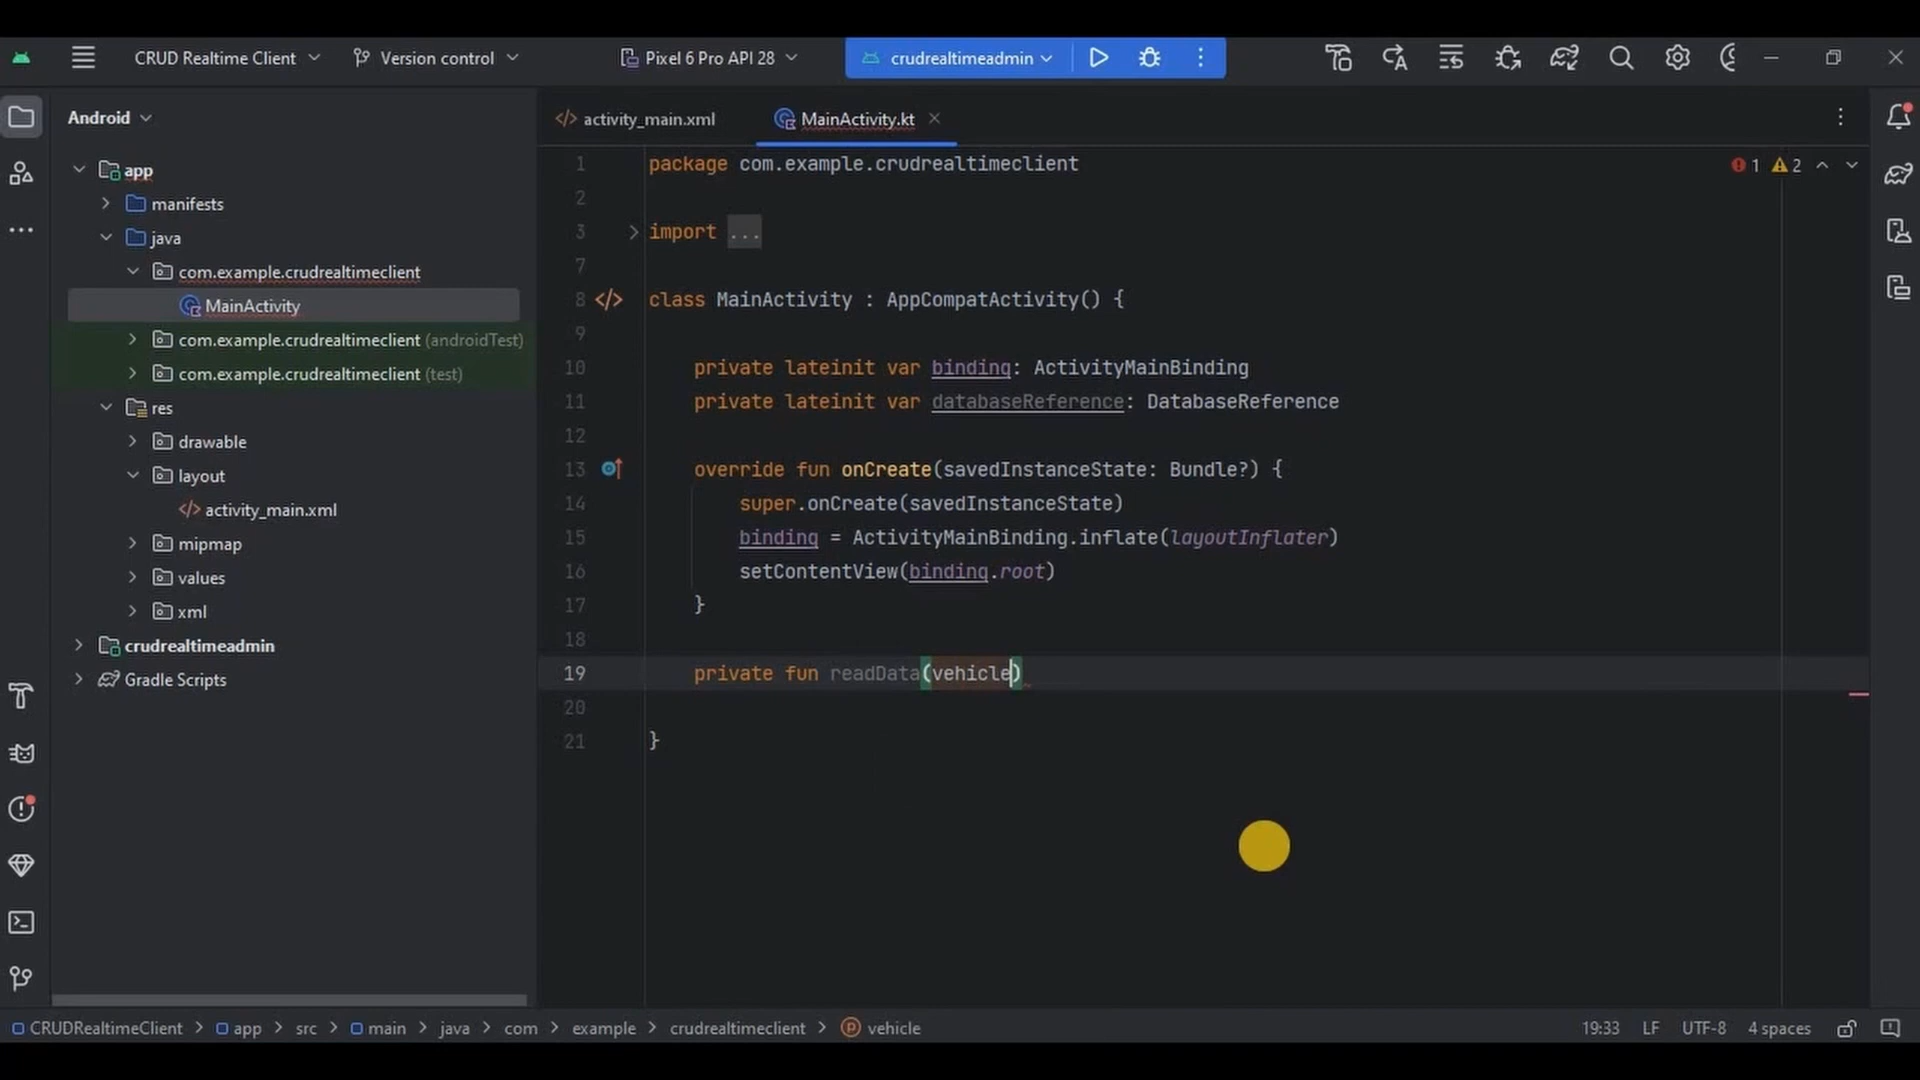 CRUD Realtime Client
Version control
Pixel 6 Pro API 28
crudrealtimeadmin
Android
app
manifests
java
com.example.crudrealtimeclient
MainActivity
com.example.crudrealtimeclient (androidTest)
com.example.crudrealtimeclient (test)
res
drawable
layout
activity_main.xml
mipmap
values
xml
crudrealtimeadmin
Gradle Scripts
activity_main.xml
MainActivity.kt
1 2
1 package com.example.crudrealtimeclient
2
3 import ...
7
8 class MainActivity : AppCompatActivity() {
9
10 private lateinit var binding: ActivityMainBinding
11 private lateinit var databaseReference: DatabaseReference
12
13 override fun onCreate(savedInstanceState: Bundle?) {
14 super.onCreate(savedInstanceState)
15 binding = ActivityMainBinding.inflate(layoutInflater)
16 setContentView(binding.root)
17 }
18
19 private fun readData(vehicle)
20
21 }
CRUDRealtimeClient > app > src > main > java > com > example > crudrealtimeclient > vehicle
19:33 LF UTF-8 4 spaces